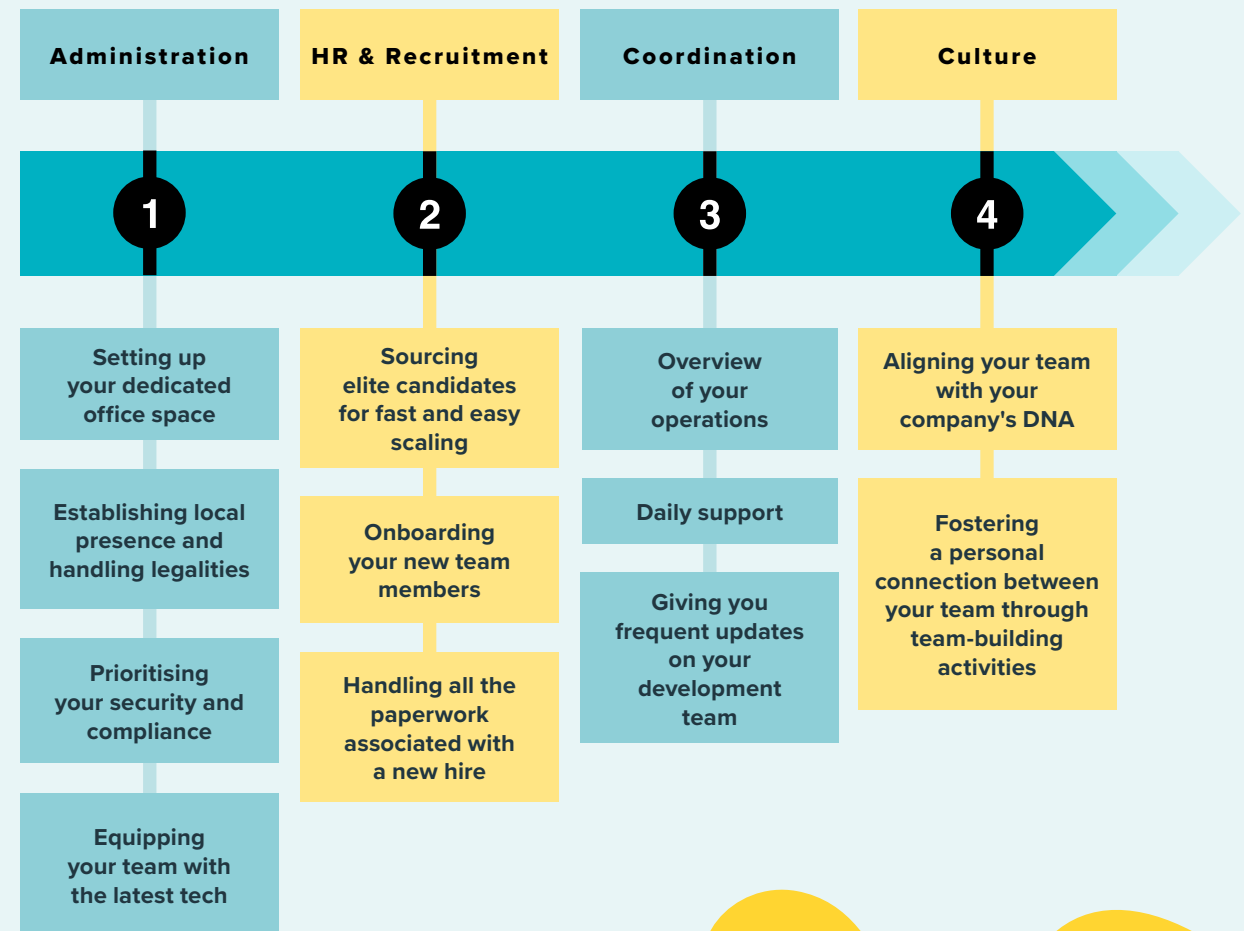 Administration
HR & Recruitment
Coordination
Culture
1
2
3
4
Setting up
your dedicated
office space
Establishing local
presence and
handling legalities
Prioritising
your security and
compliance
Equipping
your team with
the latest tech
Sourcing
elite candidates
for fast and easy
scaling
Onboarding
your new team
members
Handling all the
paperwork
associated with
a new hire
Overview
of your
operations
Daily support
Giving you
frequent updates
on your
development
team
Aligning your team
with your
company's DNA
Fostering
a personal
connection between
your team through
team-building
activities